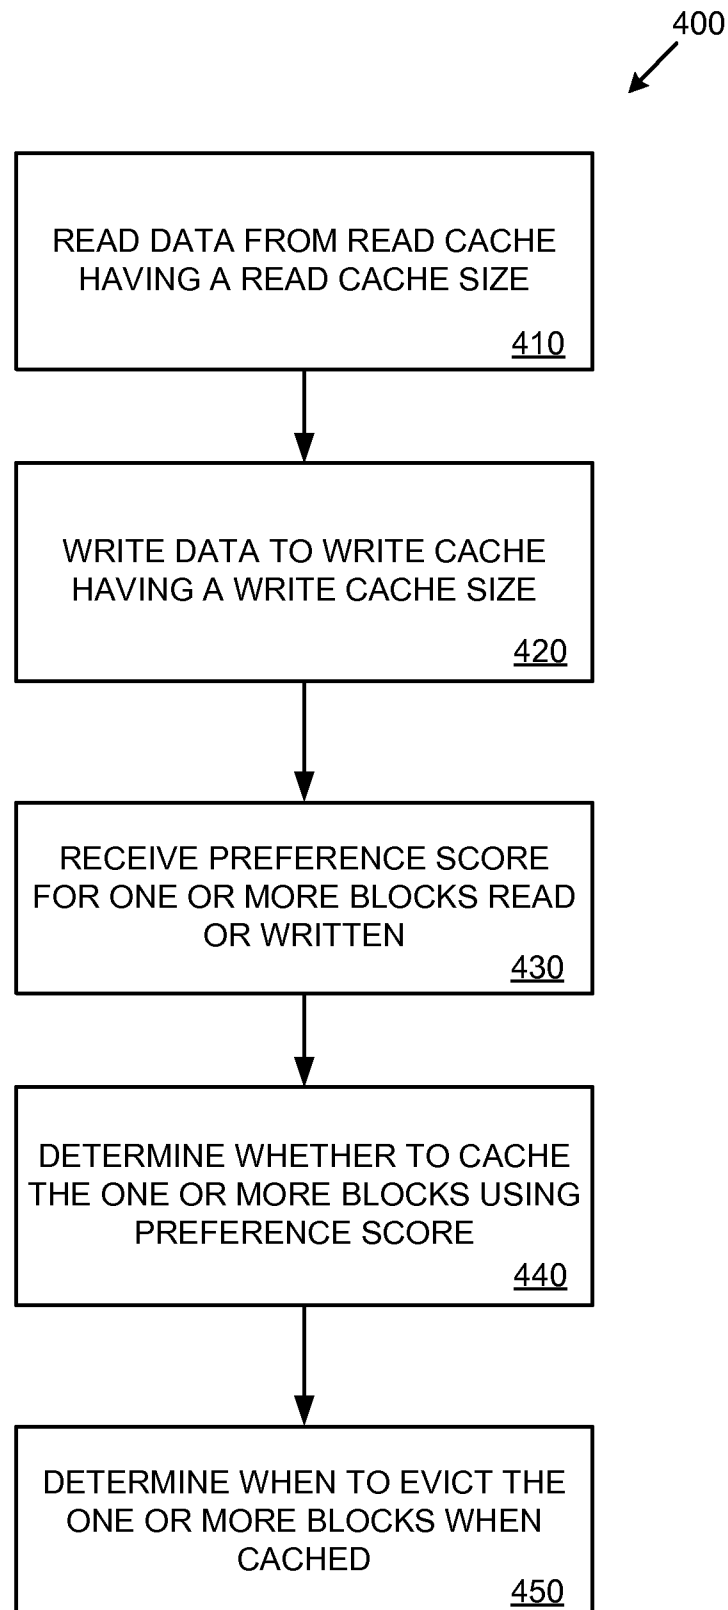 400
READ DATA FROM READ CACHE
HAVING A READ CACHE SIZE
410
WRITE DATA TO WRITE CACHE
HAVING A WRITE CACHE SIZE
420
RECEIVE PREFERENCE SCORE
FOR ONE OR MORE BLOCKS READ
OR WRITTEN
430
DETERMINE WHETHER TO CACHE
THE ONE OR MORE BLOCKS USING
PREFERENCE SCORE
440
DETERMINE WHEN TO EVICT THE
ONE OR MORE BLOCKS WHEN
CACHED
450